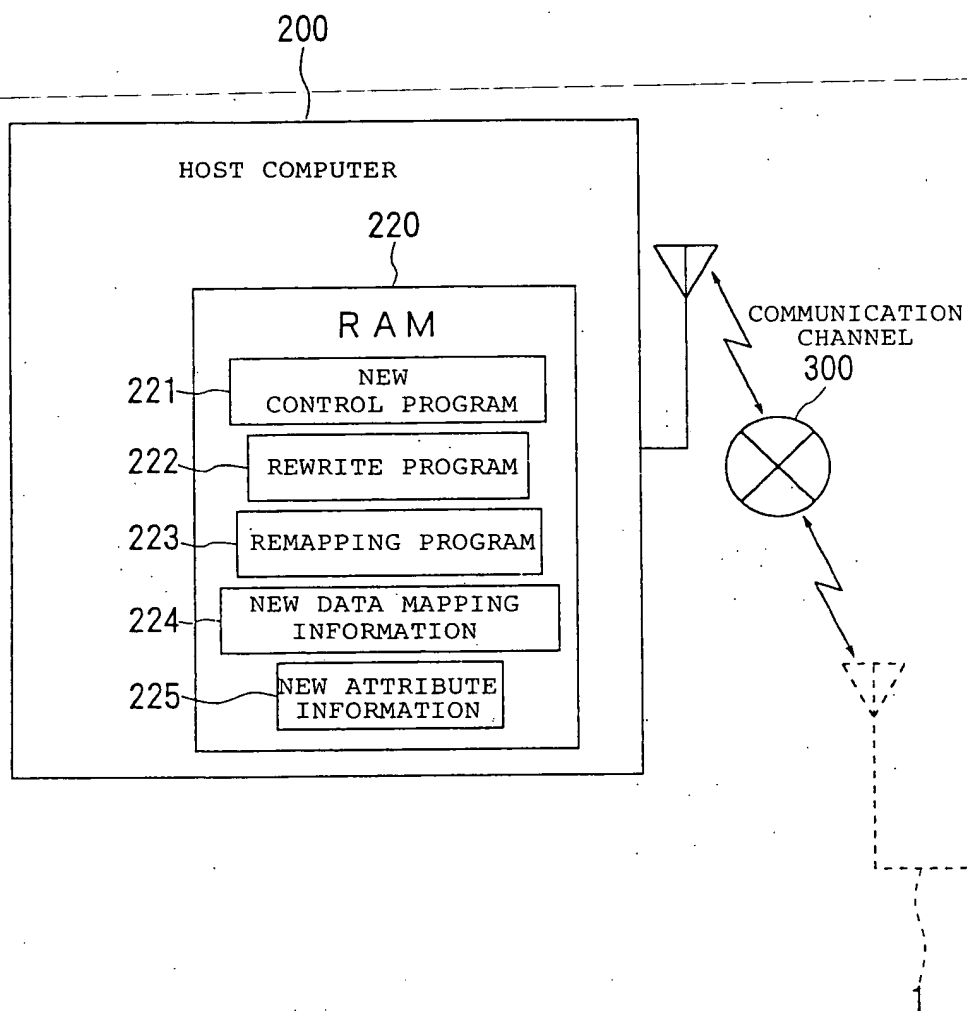 200
HOST COMPUTER
220
RAM
221
NEW
CONTROL PROGRAM
222
REWRITE PROGRAM
223
REMAPPING PROGRAM
224
NEW DATA MAPPING
INFORMATION
225
NEW ATTRIBUTE
INFORMATION
COMMUNICATION
CHANNEL
300
1